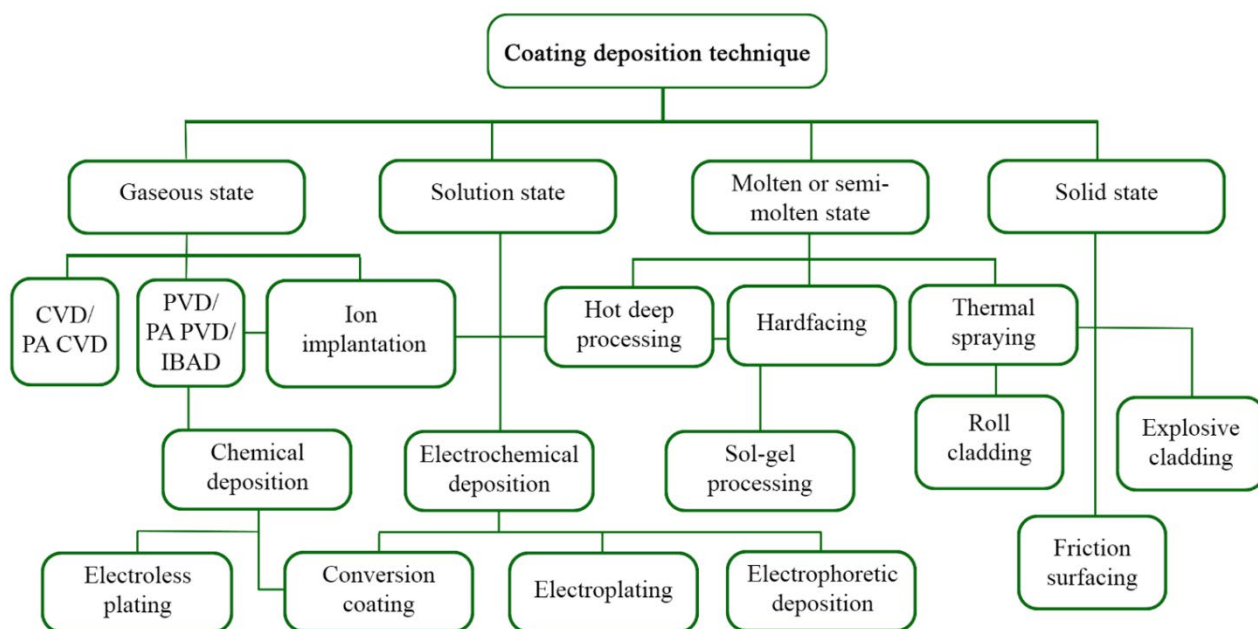 Coating deposition technique
Gaseous state
Solution state
Molten or semi-
molten state
Solid state
CVD/
PA CVD
PVD/
PA PVD/
IBAD
Ion
implantation
Hot deep
processing
Hardfacing
Thermal
spraying
Chemical
deposition
Electrochemical
deposition
Sol-gel
processing
Roll
cladding
Explosive
cladding
Electroless
plating
Conversion
coating
Electroplating
Electrophoretic
deposition
Friction
surfacing